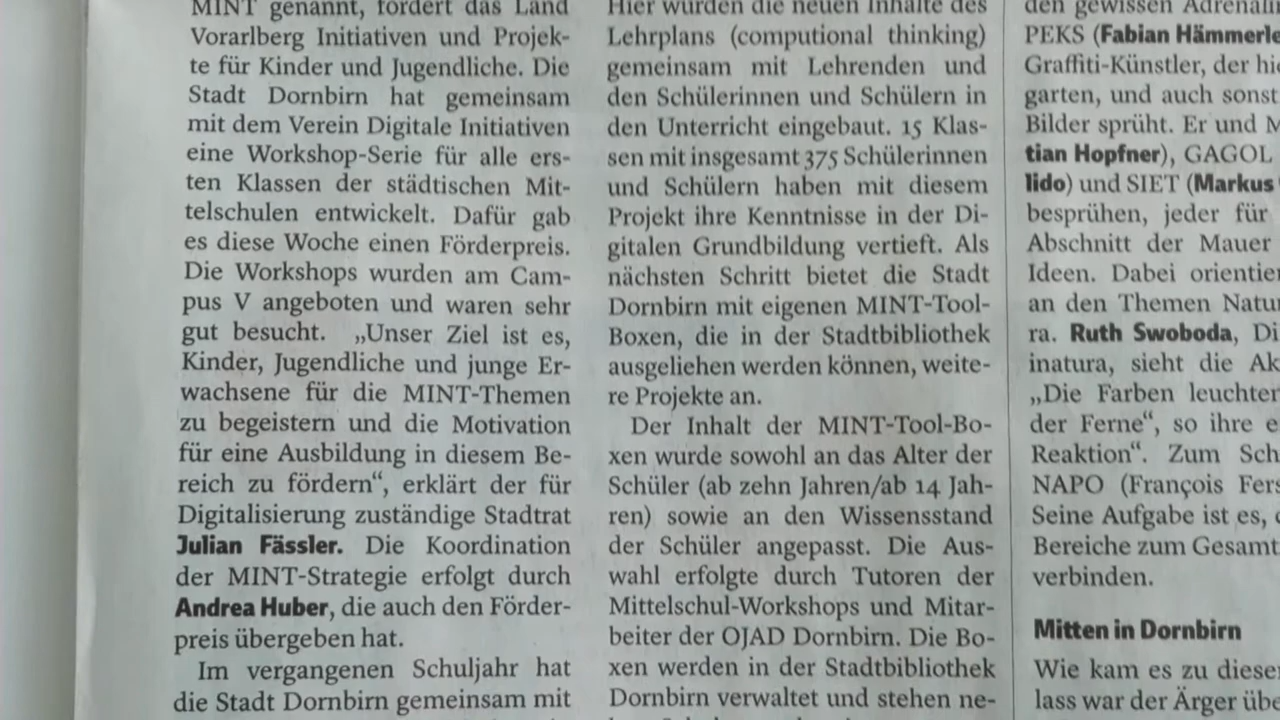 MINT genannt, fördert das Land
Vorarlberg Initiativen und Projek-
te für Kinder und Jugendliche. Die
Stadt Dornbirn hat gemeinsam
mit dem Verein Digitale Initiativen
eine Workshop-Serie für alle ers-
ten Klassen der städtischen Mit-
telschulen entwickelt. Dafür gab
es diese Woche einen Förderpreis.
Die Workshops wurden am Cam-
pus V angeboten und waren sehr
gut besucht. „Unser Ziel ist es,
Kinder, Jugendliche und junge Er-
wachsene für die MINT-Themen
zu begeistern und die Motivation
für eine Ausbildung in diesem Be-
reich zu fördern“, erklärt der für
Digitalisierung zuständige Stadtrat
Julian Fässler. Die Koordination
der MINT-Strategie erfolgt durch
Andrea Huber, die auch den Förder-
preis übergeben hat.
Im vergangenen Schuljahr hat
die Stadt Dornbirn gemeinsam mit
Hier wurden die neuen Inhalte des
Lehrplans (computional thinking)
gemeinsam mit Lehrenden und
den Schülerinnen und Schülern in
den Unterricht eingebaut. 15 Klas-
sen mit insgesamt 375 Schülerinnen
und Schülern haben mit diesem
Projekt ihre Kenntnisse in der Di-
gitalen Grundbildung vertieft. Als
nächsten Schritt bietet die Stadt
Dornbirn mit eigenen MINT-Tool-
Boxen, die in der Stadtbibliothek
ausgeliehen werden können, weite-
re Projekte an.
Der Inhalt der MINT-Tool-Bo-
xen wurde sowohl an das Alter der
Schüler (ab zehn Jahren/ab 14 Jah-
ren) sowie an den Wissensstand
der Schüler angepasst. Die Aus-
wahl erfolgte durch Tutoren der
Mittelschul-Workshops und Mitar-
beiter der OJAD Dornbirn. Die Bo-
xen werden in der Stadtbibliothek
Dornbirn verwaltet und stehen ne-
den gewissen
PEKS (Fabian Hämmerle
Graffiti-Künstler, der
garten, und auch sonst
Bilder sprüht. Er und
tian Hopfner), GAGOL
lido) und SIET (Markus
besprühen, jeder für
Abschnitt der Mauer
Ideen. Dabei
an den Themen
ra. Ruth Swoboda,
inatura, sieht die
„Die Farben
der Ferne“, so ihre
Reaktion“. Zum
NAPO (François
Seine Aufgabe ist es,
Bereiche zum
verbinden.
Mitten in Dornbirn
Wie kam es zu
lass war der Ärger